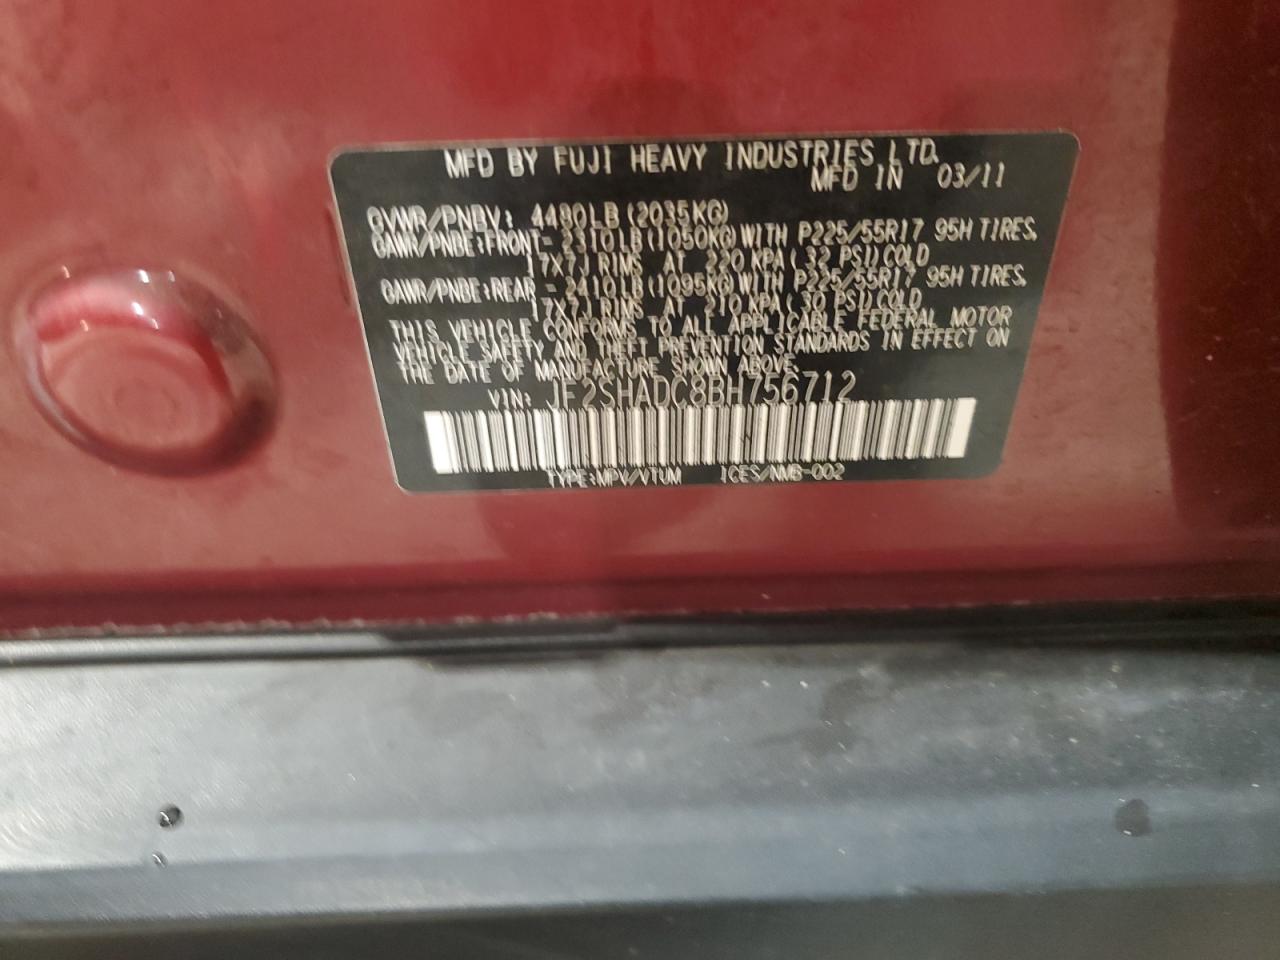 MFD BY FUJI HEAVY INDUSTRIES LTD.
MFD IN 03/11
GVWR/PNBV: 4480LB(2035KG)
GAWR/PNBE:FRONT- 2310LB(1050KG)WITH P225/55R17 95H TIRES,
17X7J RIMS AT 220 KPA(32 PSI)COLD
GAWR/PNBE:REAR - 2410LB(1095KG)WITH P225/55R17 95H TIRES,
17X7J RIMS AT 210 KPA(30 PSI)COLD
THIS VEHICLE CONFORMS TO ALL APPLICABLE FEDERAL MOTOR
VEHICLE SAFETY AND THEFT PREVENTION STANDARDS IN EFFECT ON
THE DATE OF MANUFACTURE SHOWN ABOVE.
VIN: JF2SHADC8BH756712
TYPE:MPV/VTUM ICES/NMB-002